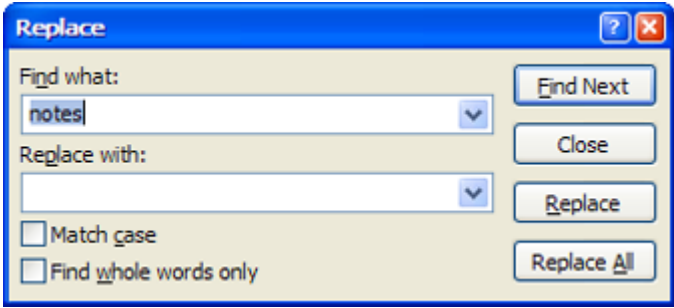 Replace
Find what:
notes
Replace with:
Match case
Find whole words only
Find Next
Close
Replace
Replace All